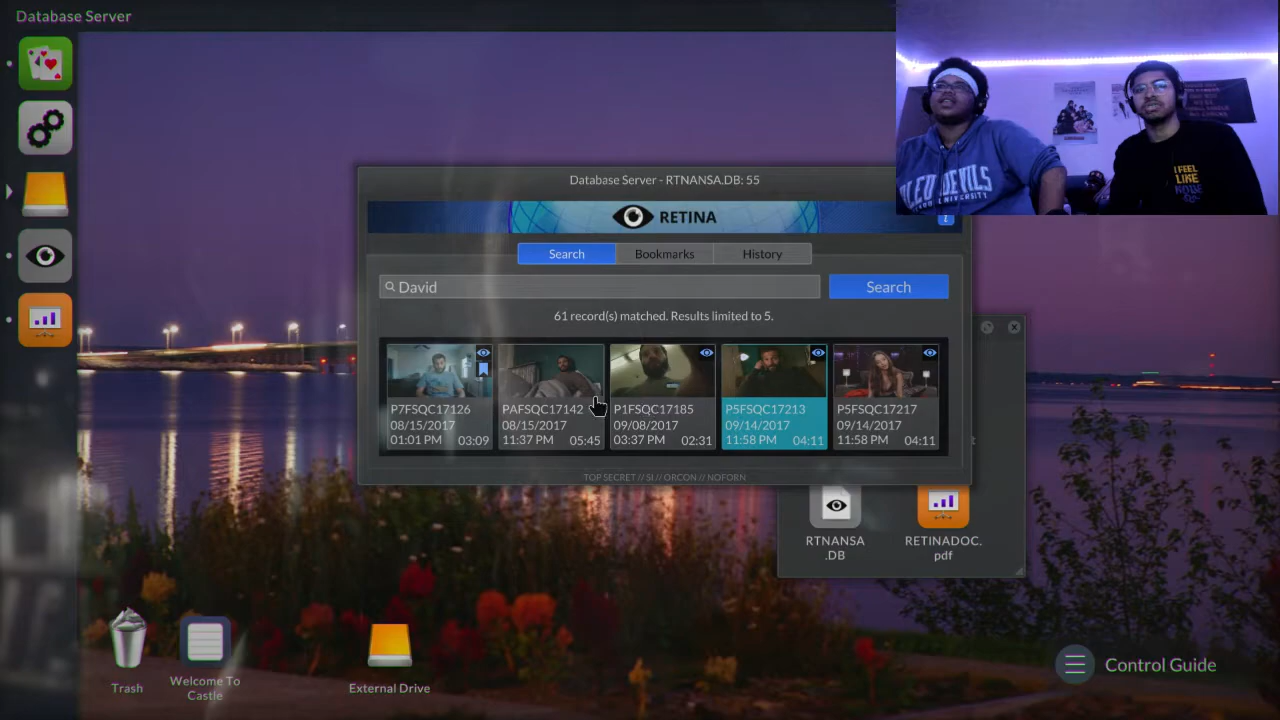 Database Server
Database Server - RTNANSA.DB: 55
RETINA
Search
Bookmarks
History
David
Search
61 record(s) matched. Results limited to 5.
P7FSQC17126
08/15/2017
01:01 PM 03:09
PAFSQC17142
08/15/2017
11:37 PM 05:45
P1FSQC17185
09/08/2017
03:37 PM 02:31
P5FSQC17213
09/14/2017
11:58 PM 04:11
P5FSQC17217
09/14/2017
11:58 PM 04:11
TOP SECRET // SI // ORCON // NOFORN
RTNANSA
.DB
RETINADOC.
pdf
Trash
Welcome To
Castle
External Drive
Control Guide
I FEEL
LIKE